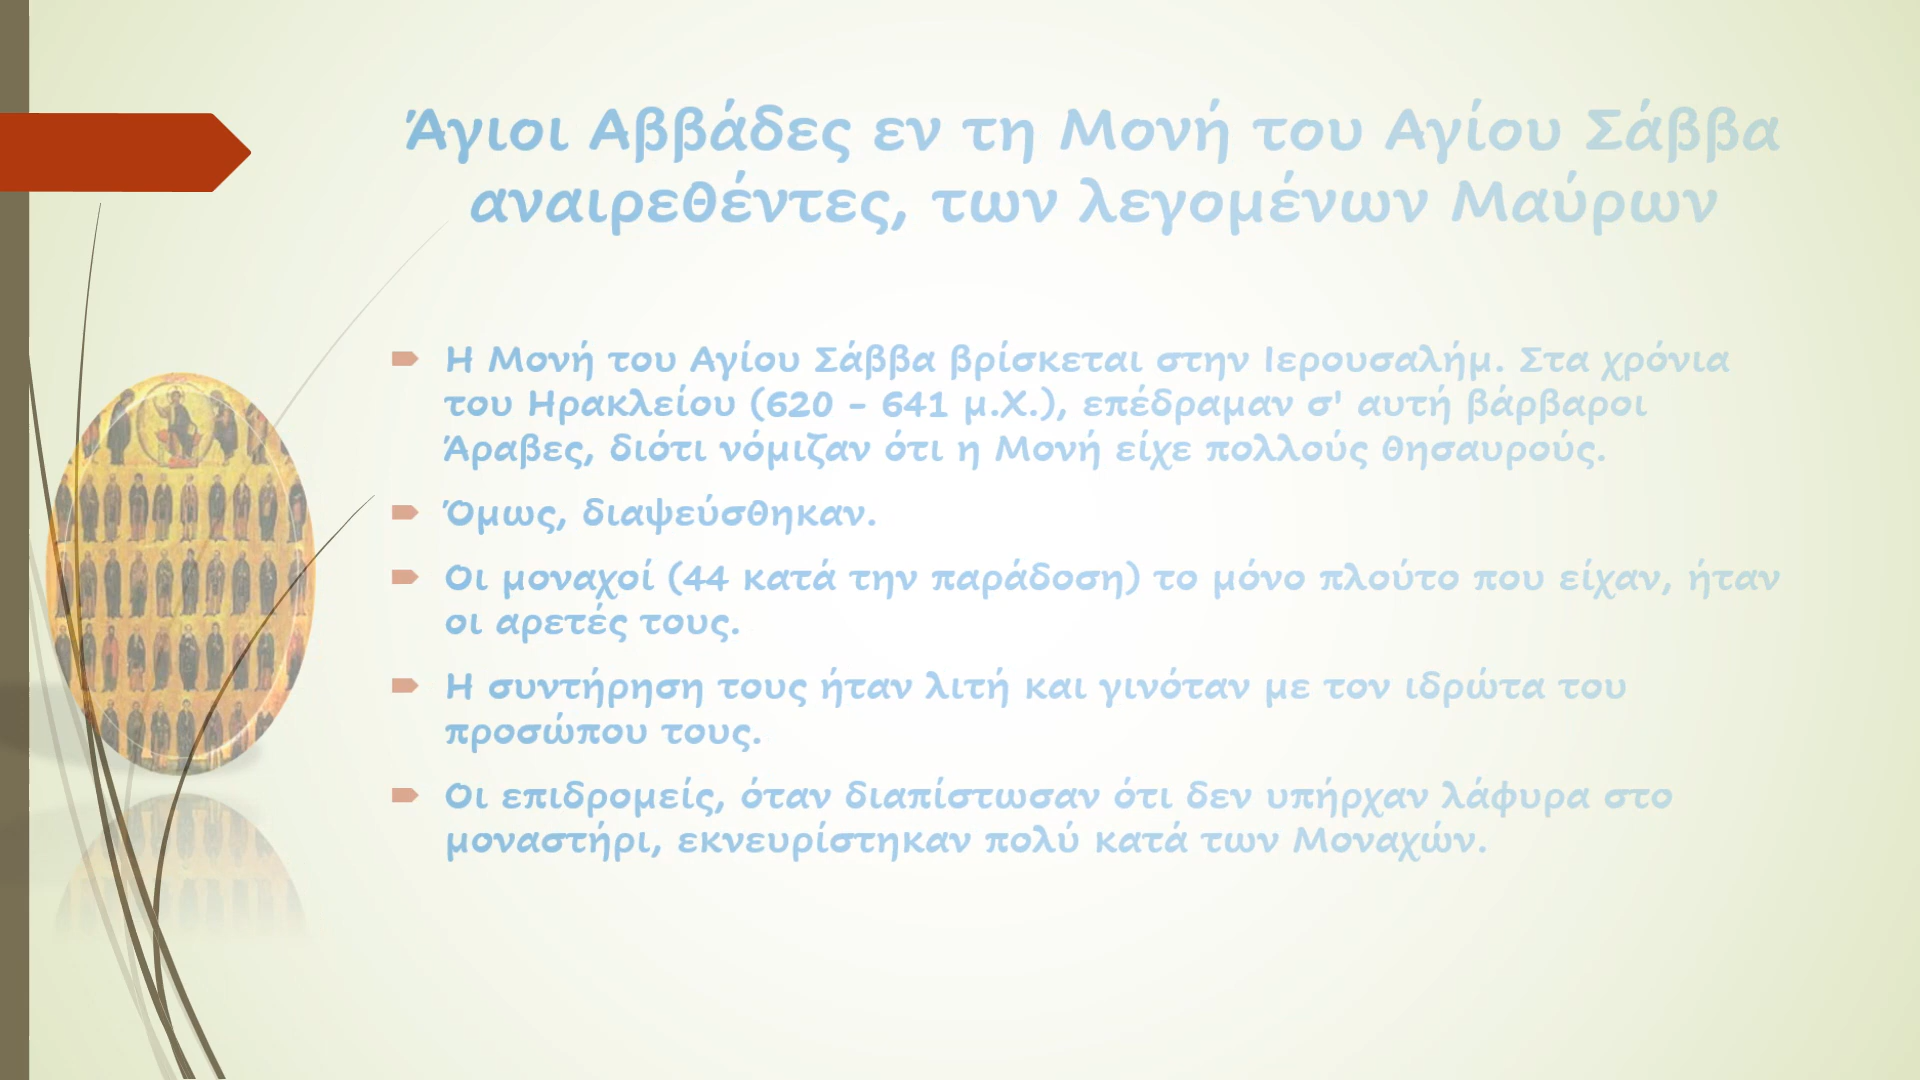 Άγιοι Αββάδες εν τη Μονή του Αγίου Σάββα
αναιρεθέντες, των λεγομένων Μαύρων
Η Μονή του Αγίου Σάββα βρίσκεται στην Ιερουσαλήμ. Στα χρόνια
του Ηρακλείου (620 – 641 μ.Χ.), επέδραμαν σ' αυτή βάρβαροι
Άραβες, διότι νόμιζαν ότι η Μονή είχε πολλούς θησαυρούς.
Όμως, διαψεύσθηκαν.
Οι μοναχοί (44 κατά την παράδοση) το μόνο πλούτο που είχαν, ήταν
οι αρετές τους.
Η συντήρηση τους ήταν λιτή και γινόταν με τον ιδρώτα του
προσώπου τους.
Οι επιδρομείς, όταν διαπίστωσαν ότι δεν υπήρχαν λάφυρα στο
μοναστήρι, εκνευρίστηκαν πολύ κατά των Μοναχών.